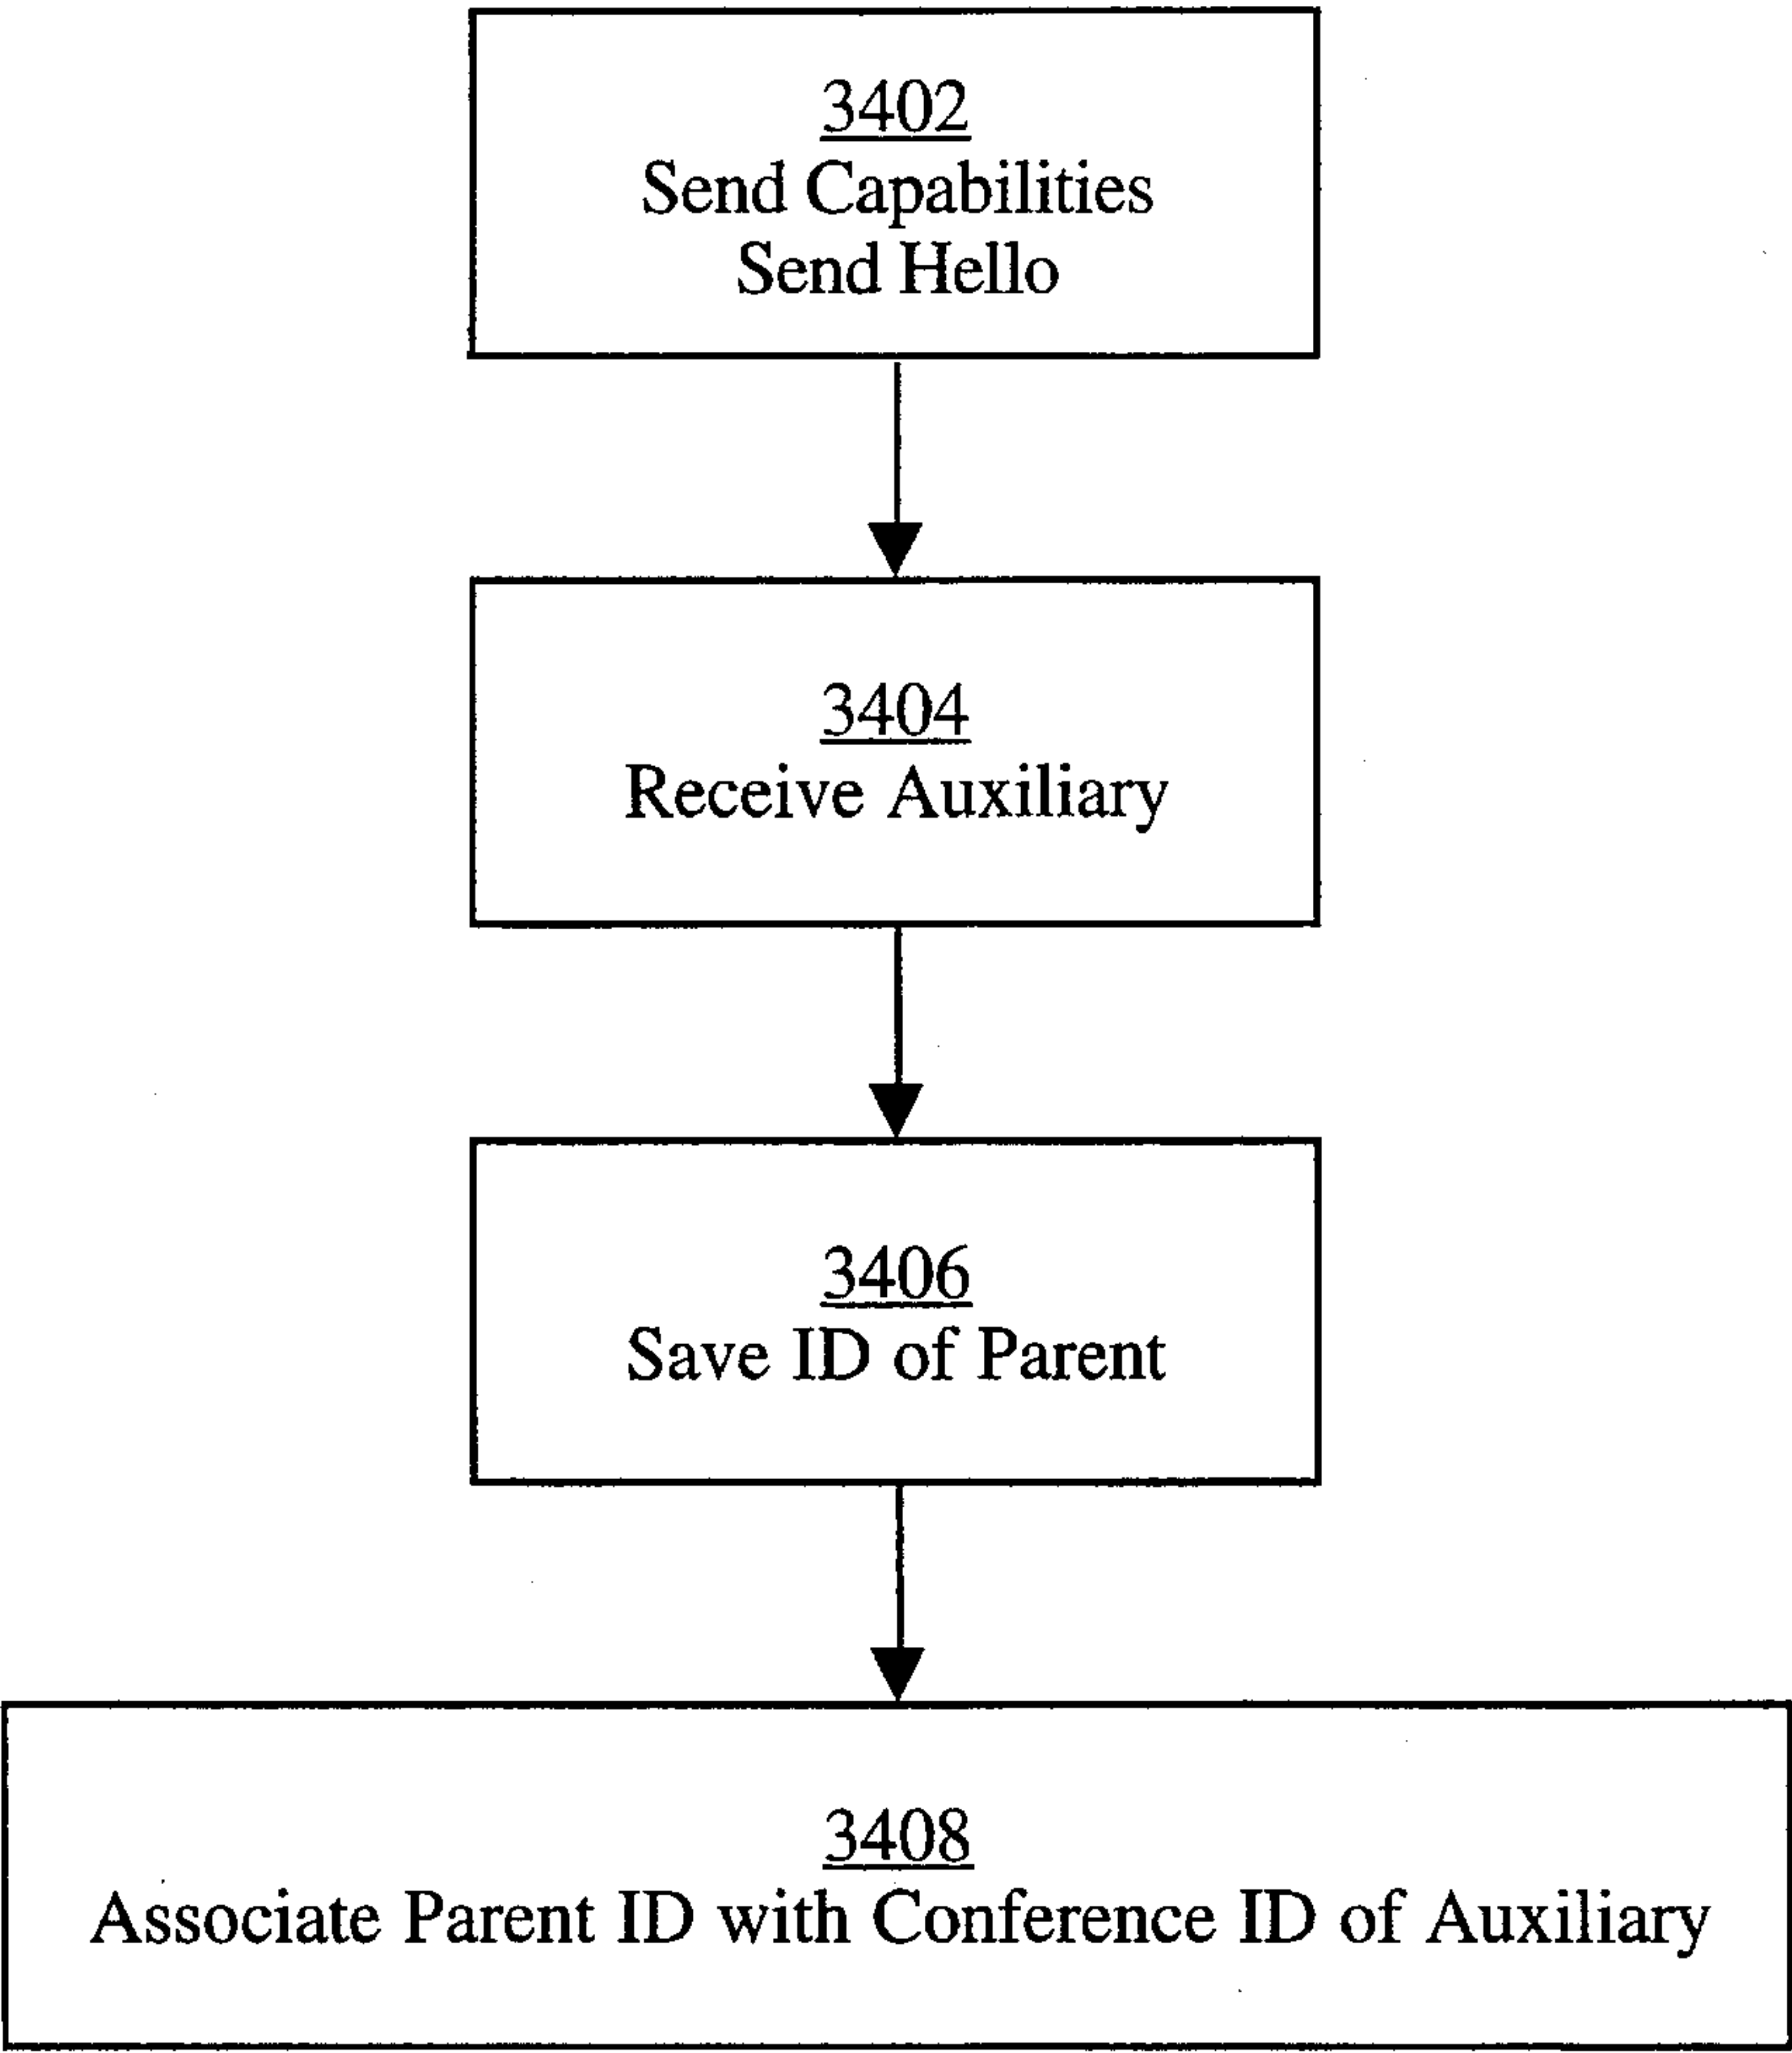 3402
Send Capabilities
Send Hello
3404
Receive Auxiliary
3406
Save ID of Parent
3408
Associate Parent ID with Conference ID of Auxiliary